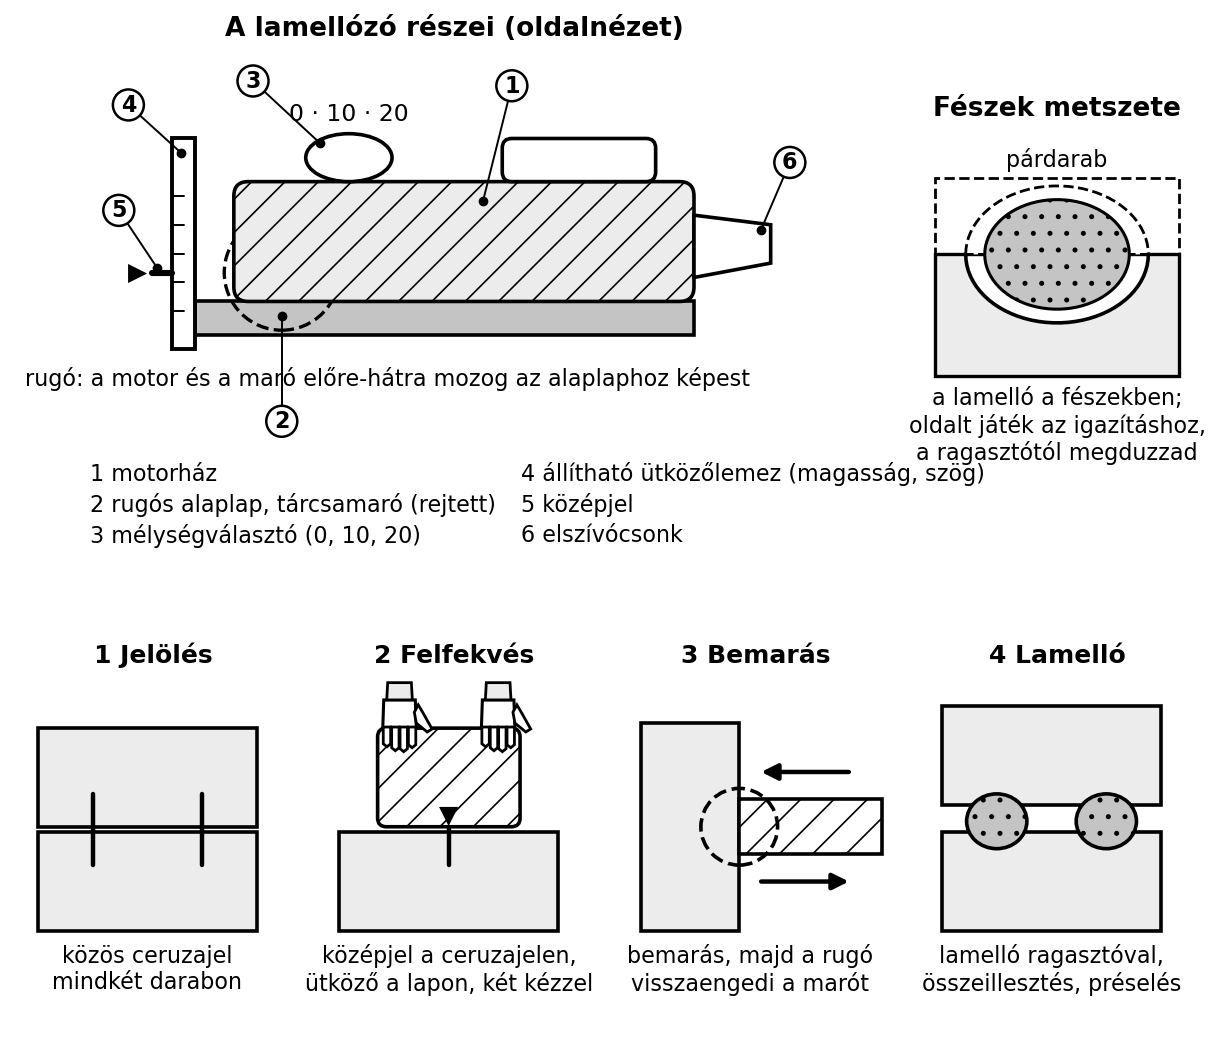 A lamellózó részei (oldalnézet)
3
1
4
0 · 10 · 20
6
5
rugó: a motor és a maró előre-hátra mozog az alaplaphoz képest
2
1 motorház
2 rugós alaplap, tárcsamaró (rejtett)
3 mélységválasztó (0, 10, 20)
4 állítható ütközőlemez (magasság, szög)
5 középjel
6 elszívócsonk
Fészek metszete
párdarab
a lamelló a fészekben;
oldalt játék az igazításhoz,
a ragasztótól megduzzad
1 Jelölés
közös ceruzajel
mindkét darabon
2 Felfekvés
középjel a ceruzajelen,
ütköző a lapon, két kézzel
3 Bemarás
bemarás, majd a rugó
visszaengedi a marót
4 Lamelló
lamelló ragasztóval,
összeillesztés, préselés